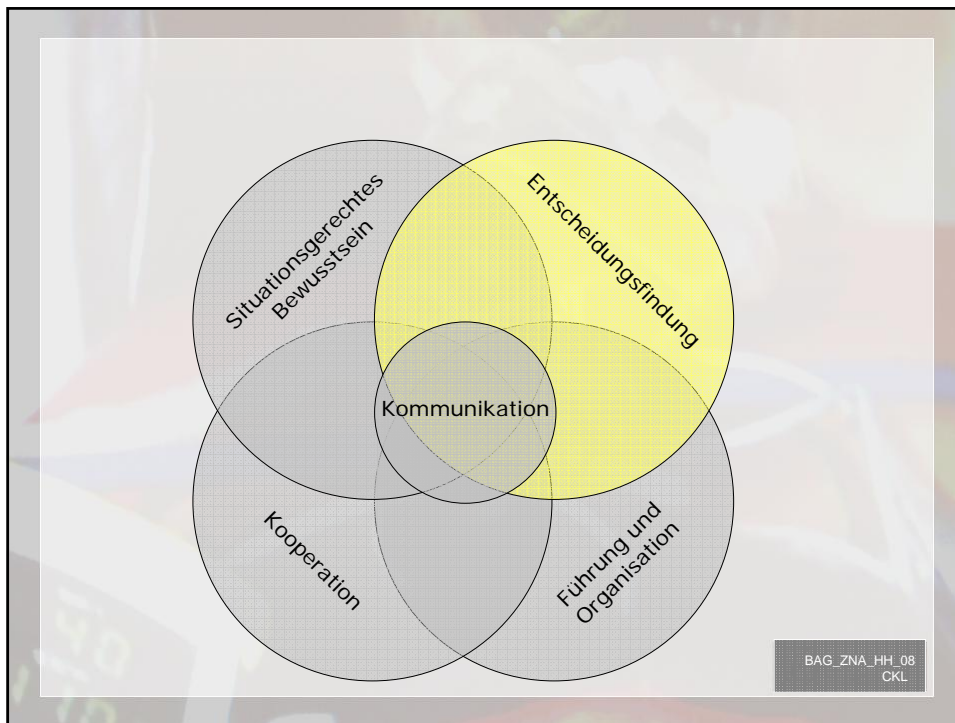 Situationsgerechtes
Bewusstsein
Entscheidungsfindung
Kommunikation
Kooperation
Führung und
Organisation
BAG_ZNA_HH_08
CKL